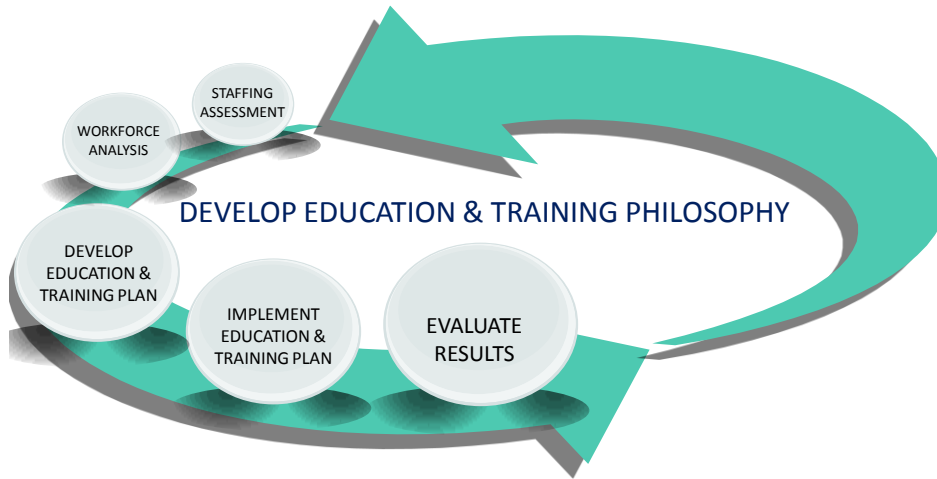 STAFFING
ASSESSMENT
WORKFORCE
ANALYSIS
DEVELOP EDUCATION & TRAINING PHILOSOPHY
DEVELOP
EDUCATION &
TRAINING PLAN
IMPLEMENT
EDUCATION &
TRAINING PLAN
EVALUATE
RESULTS